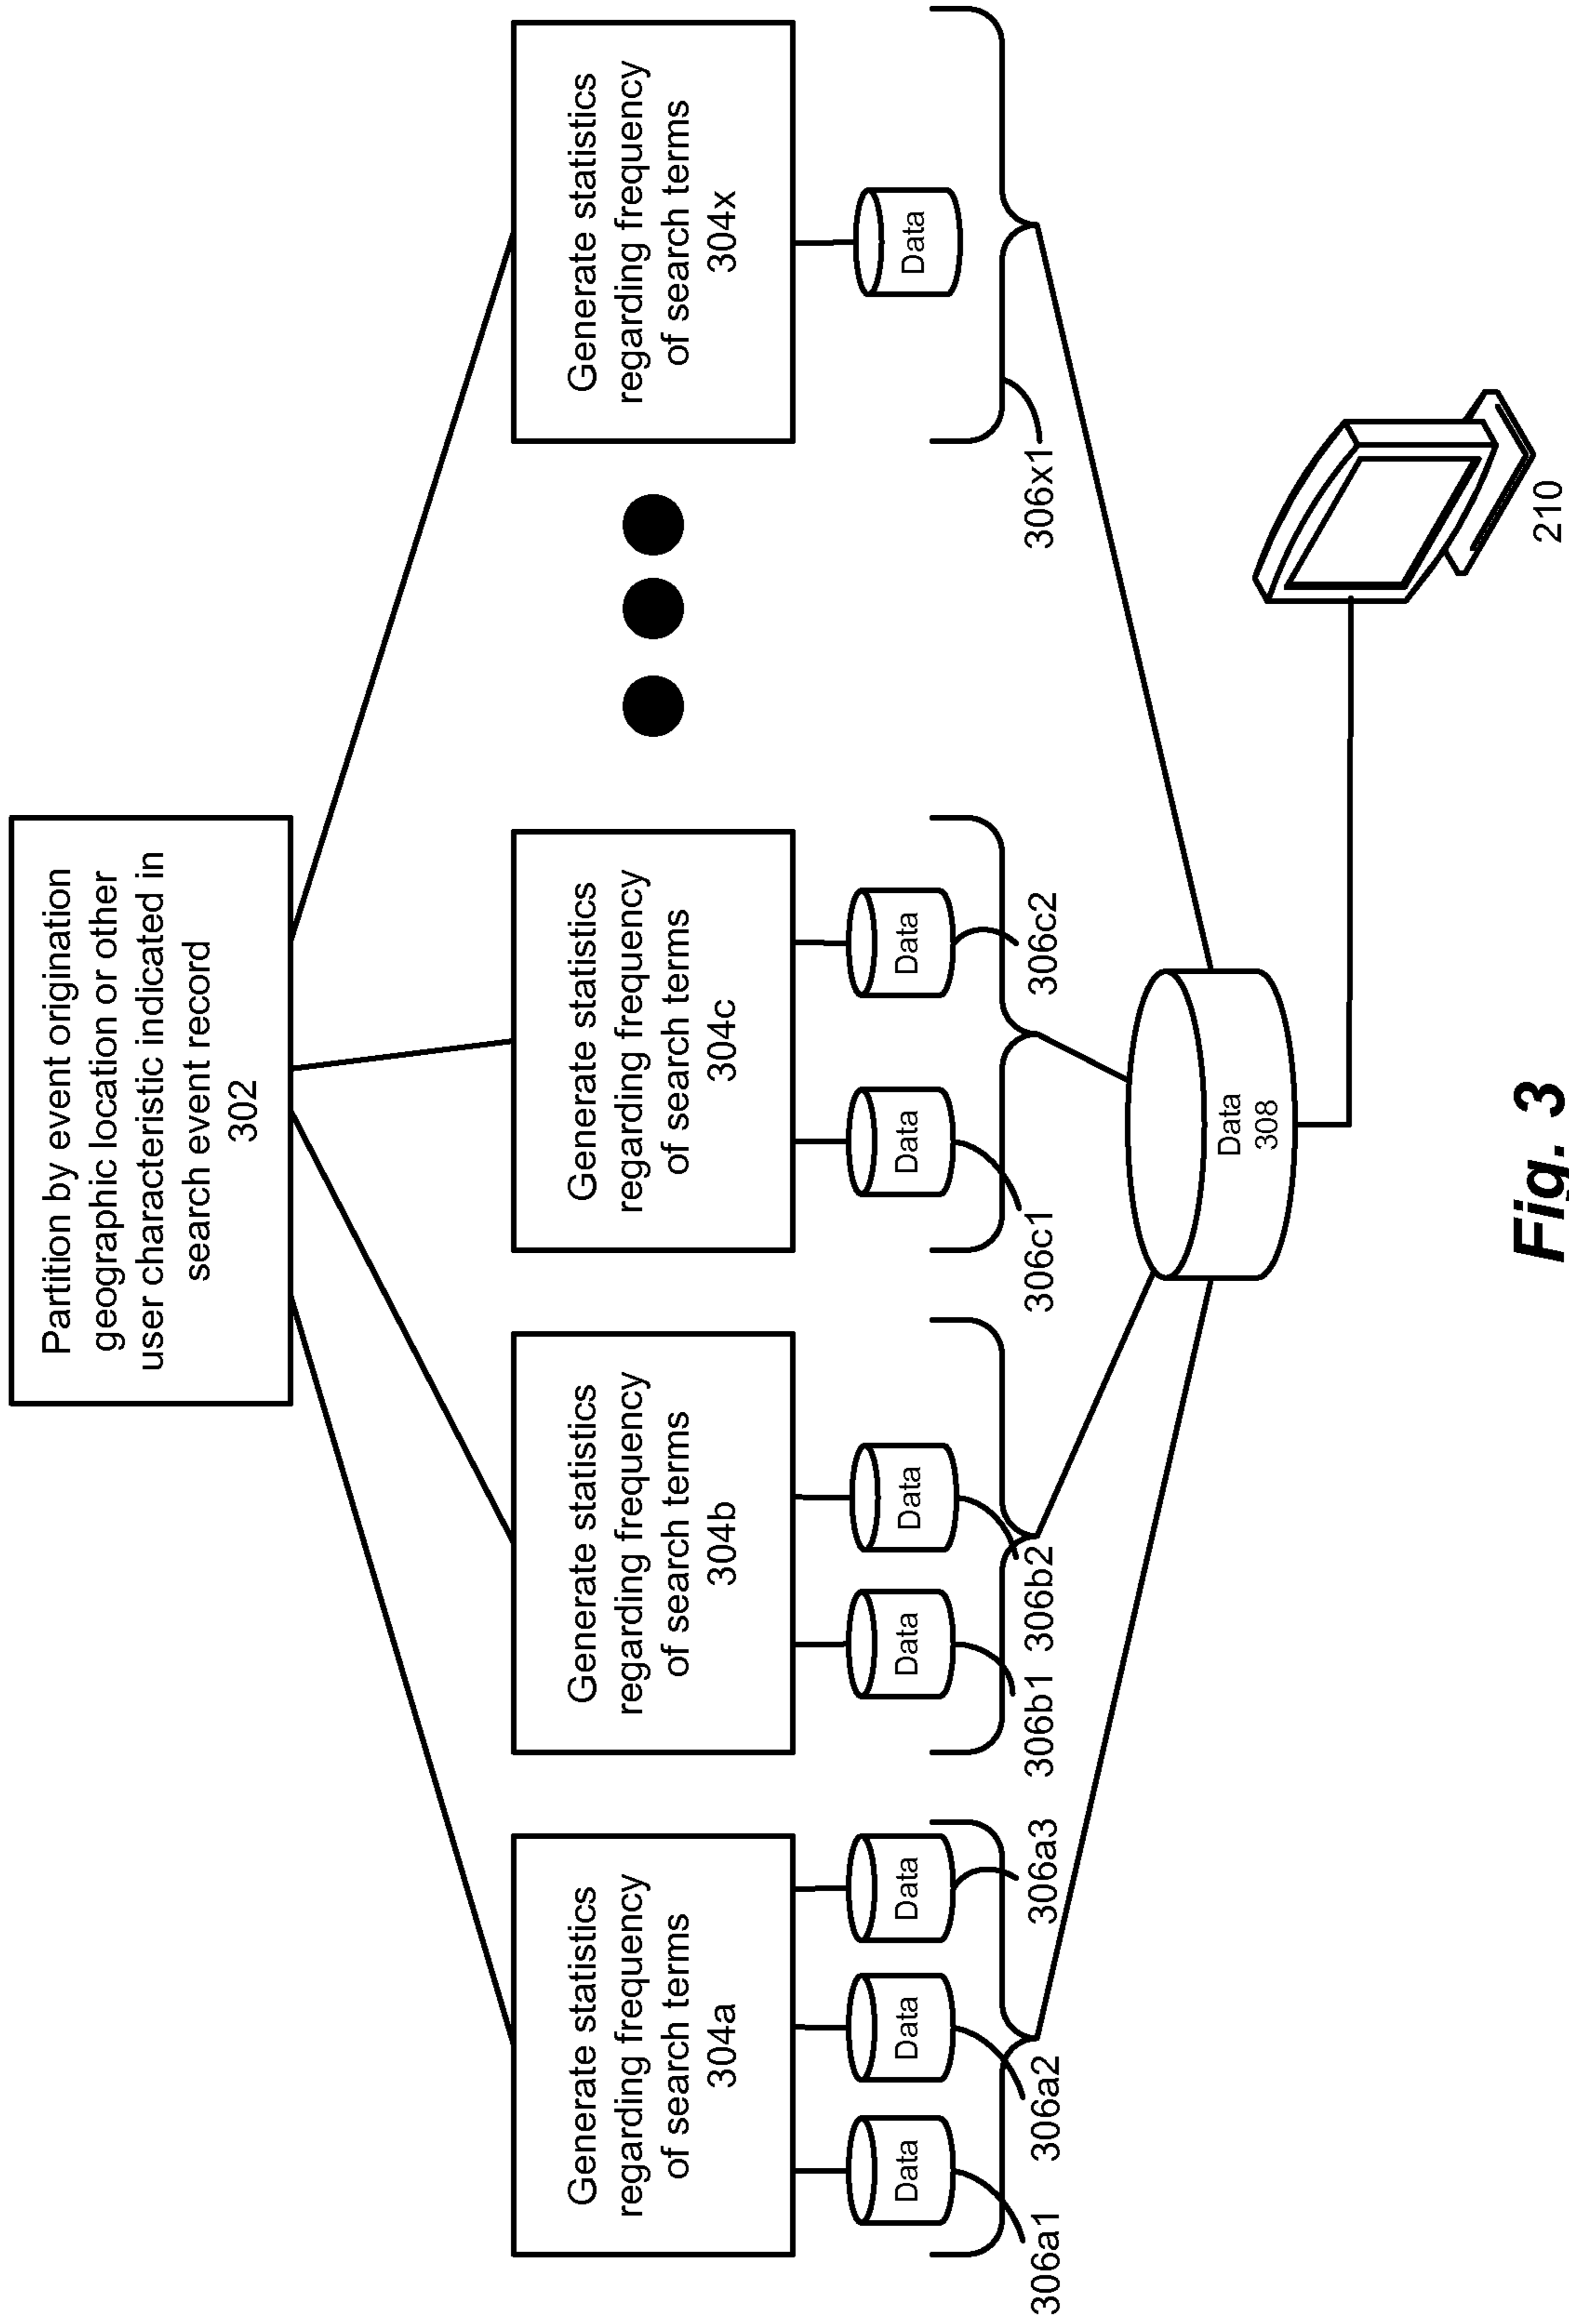 Partition by event origination
geographic location or other
user characteristic indicated in
search event record
302
Generate statistics
regarding frequency
of search terms
304a
Generate statistics
regarding frequency
of search terms
304b
Generate statistics
regarding frequency
of search terms
304c
Generate statistics
regarding frequency
of search terms
304x
Data
Data
Data
Data
Data
Data
Data
Data
306a1
306a2
306a3
306b1
306b2
306c1
306c2
306x1
Data
308
210
Fig. 3